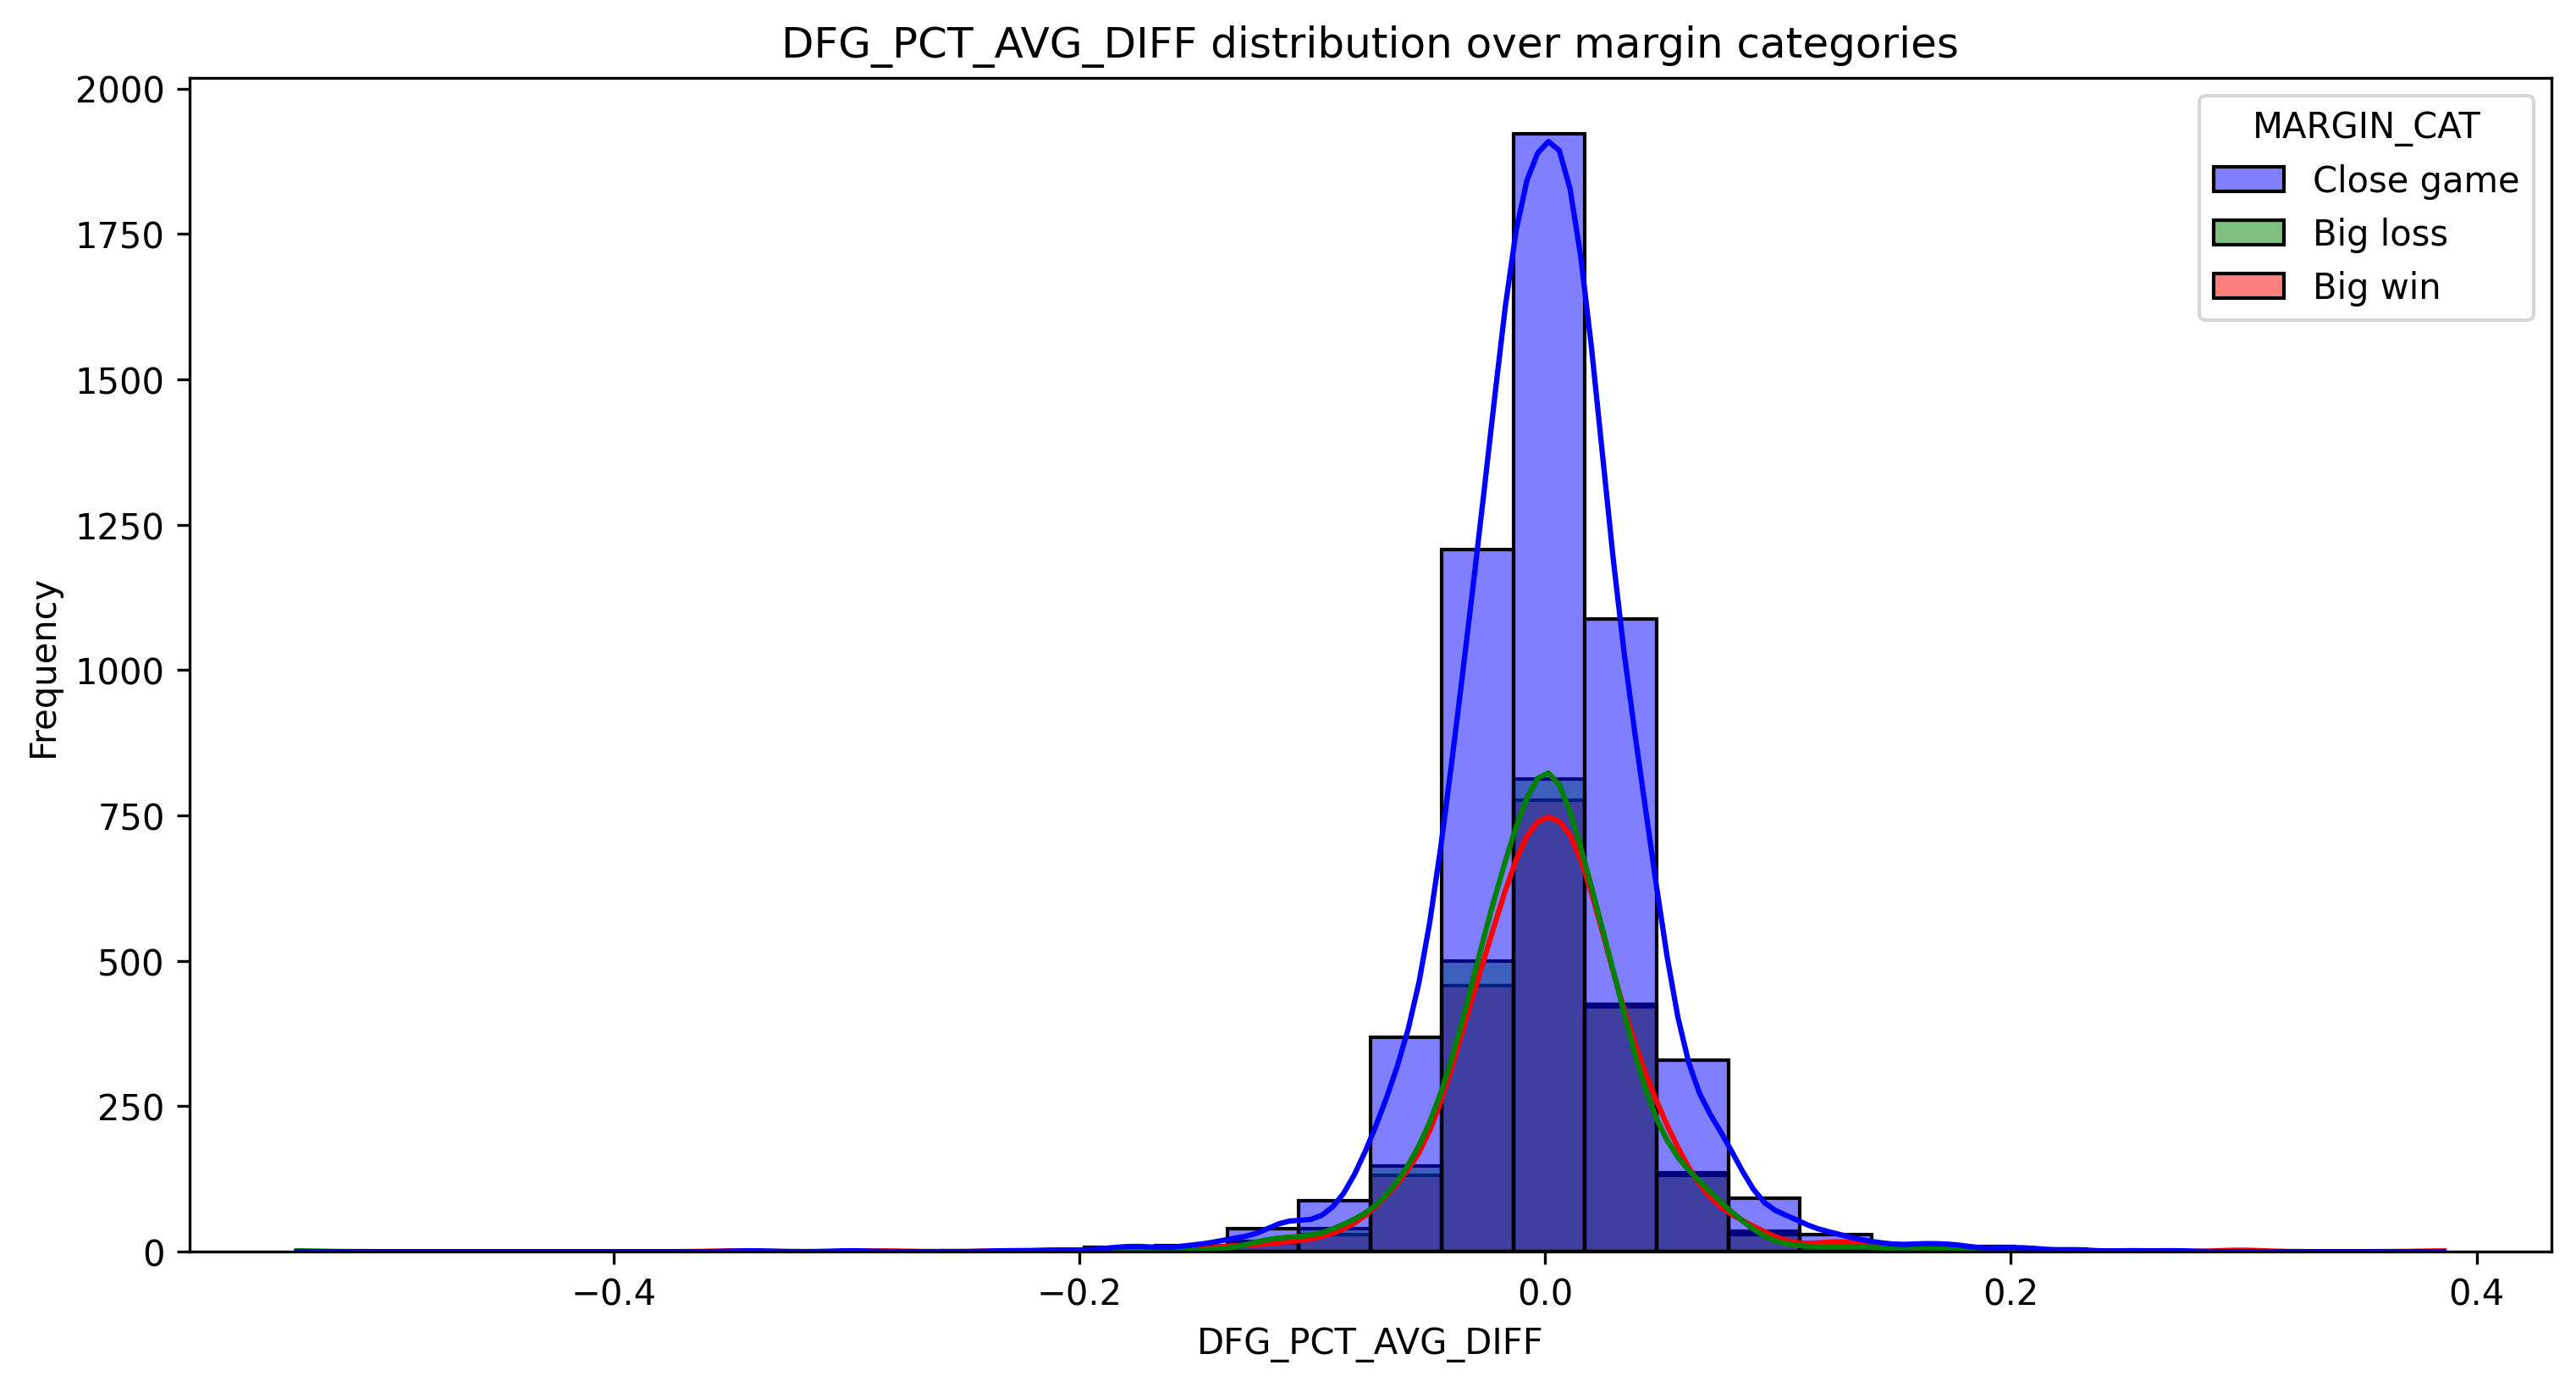 DFG_PCT_AVG_DIFF distribution over margin categories
2000
1750
1500
1250
1000
750
500
250
0
Frequency
MARGIN_CAT
Close game
Big loss
Big win
−0.4
−0.2
0.0
0.2
0.4
DFG_PCT_AVG_DIFF